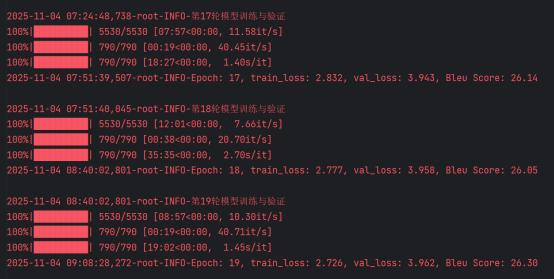 2025-11-04 07:24:48,738-root-INFO-第17轮模型训练与验证
100%|██████████| 5530/5530 [07:57<00:00, 11.58it/s]
100%|██████████| 790/790 [00:19<00:00, 40.45it/s]
100%|██████████| 790/790 [18:27<00:00,  1.40s/it]
2025-11-04 07:51:39,507-root-INFO-Epoch: 17, train_loss: 2.832, val_loss: 3.943, Bleu Score: 26.14
2025-11-04 07:51:40,045-root-INFO-第18轮模型训练与验证
100%|██████████| 5530/5530 [12:01<00:00,  7.66it/s]
100%|██████████| 790/790 [00:38<00:00, 20.70it/s]
100%|██████████| 790/790 [35:35<00:00,  2.70s/it]
2025-11-04 08:40:02,801-root-INFO-Epoch: 18, train_loss: 2.777, val_loss: 3.958, Bleu Score: 26.05
2025-11-04 08:40:02,801-root-INFO-第19轮模型训练与验证
100%|██████████| 5530/5530 [08:57<00:00, 10.30it/s]
100%|██████████| 790/790 [00:19<00:00, 40.71it/s]
100%|██████████| 790/790 [19:02<00:00,  1.45s/it]
2025-11-04 09:08:28,272-root-INFO-Epoch: 19, train_loss: 2.726, val_loss: 3.962, Bleu Score: 26.30